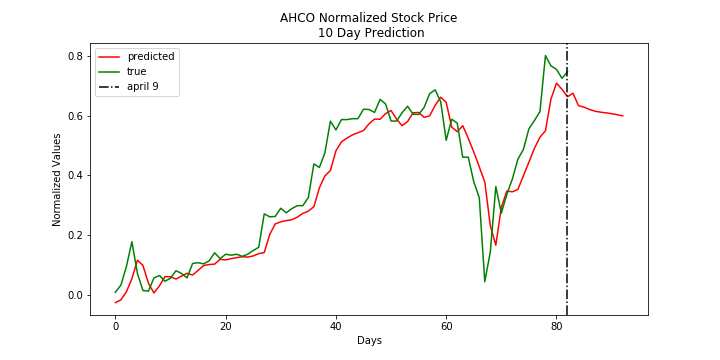 AHCO Normalized Stock Price
10 Day Prediction
predicted
true
april 9
Normalized Values
0.8
0.6
0.4
0.2
0.0
0 20 40 60 80
Days